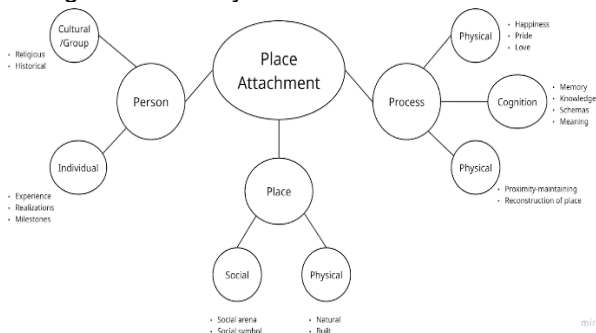 Cultural
/Group
• Religious
• Historical
Person
Individual
• Experience
• Realizations
• Milestones
Place
Attachment
Place
Social
• Social arena
• Social symbol
Physical
• Natural
• Built
Process
Physical
• Happiness
• Pride
• Love
Cognition
• Memory
• Knowledge
• Schemas
• Meaning
Physical
• Proximity-maintaining
• Reconstruction of place
mir